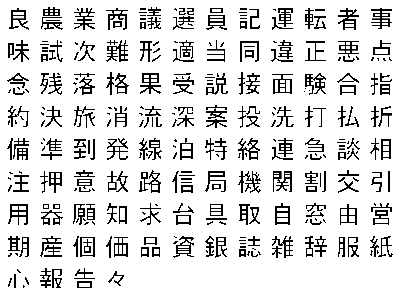 良農業商議選員記運転者事
味試次難形適当同違正悪点
念残落格果受説接面験合指
約決旅消流深案投洗打払折
備準到発線泊特絡連急談相
注押意故路信局機関割交引
用器願知求台具取自窓由営
期産個価品資銀誌雑辞服紙
心報告々